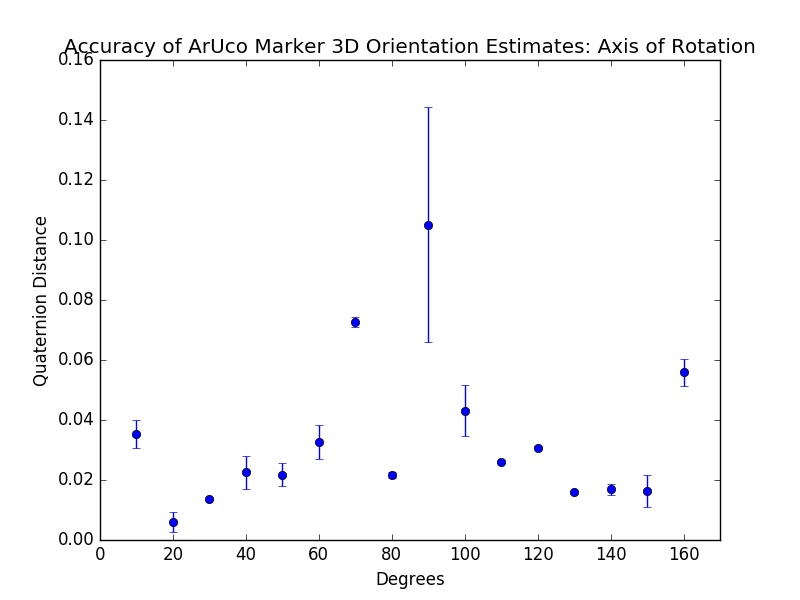 Accuracy of ArUco Marker 3D Orientation Estimates: Axis of Rotation
0.16
0.14
0.12
0.10
0.08
0.06
0.04
0.02
0.00
Quaternion Distance
0 20 40 60 80 100 120 140 160
Degrees